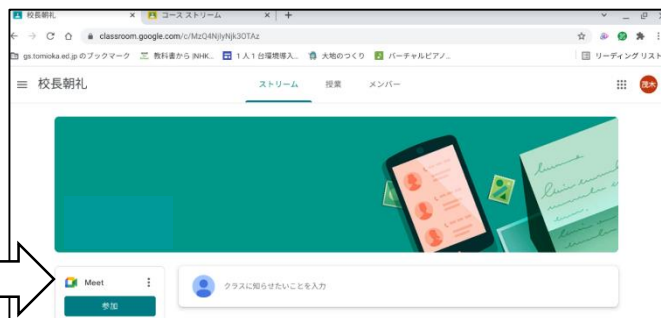 校長朝礼
コース ストリーム
classroom.google.com/c/MzQ4NjIyNjk3OTAz
gs.tomioka.ed.jp のブックマーク
教科書から |NHK...
1人1台環境導入...
大地のつくり
バーチャルピアノ...
リーディング リスト
校長朝礼
ストリーム
授業
メンバー
茂木
Meet
クラスに知らせたいことを入力
参加